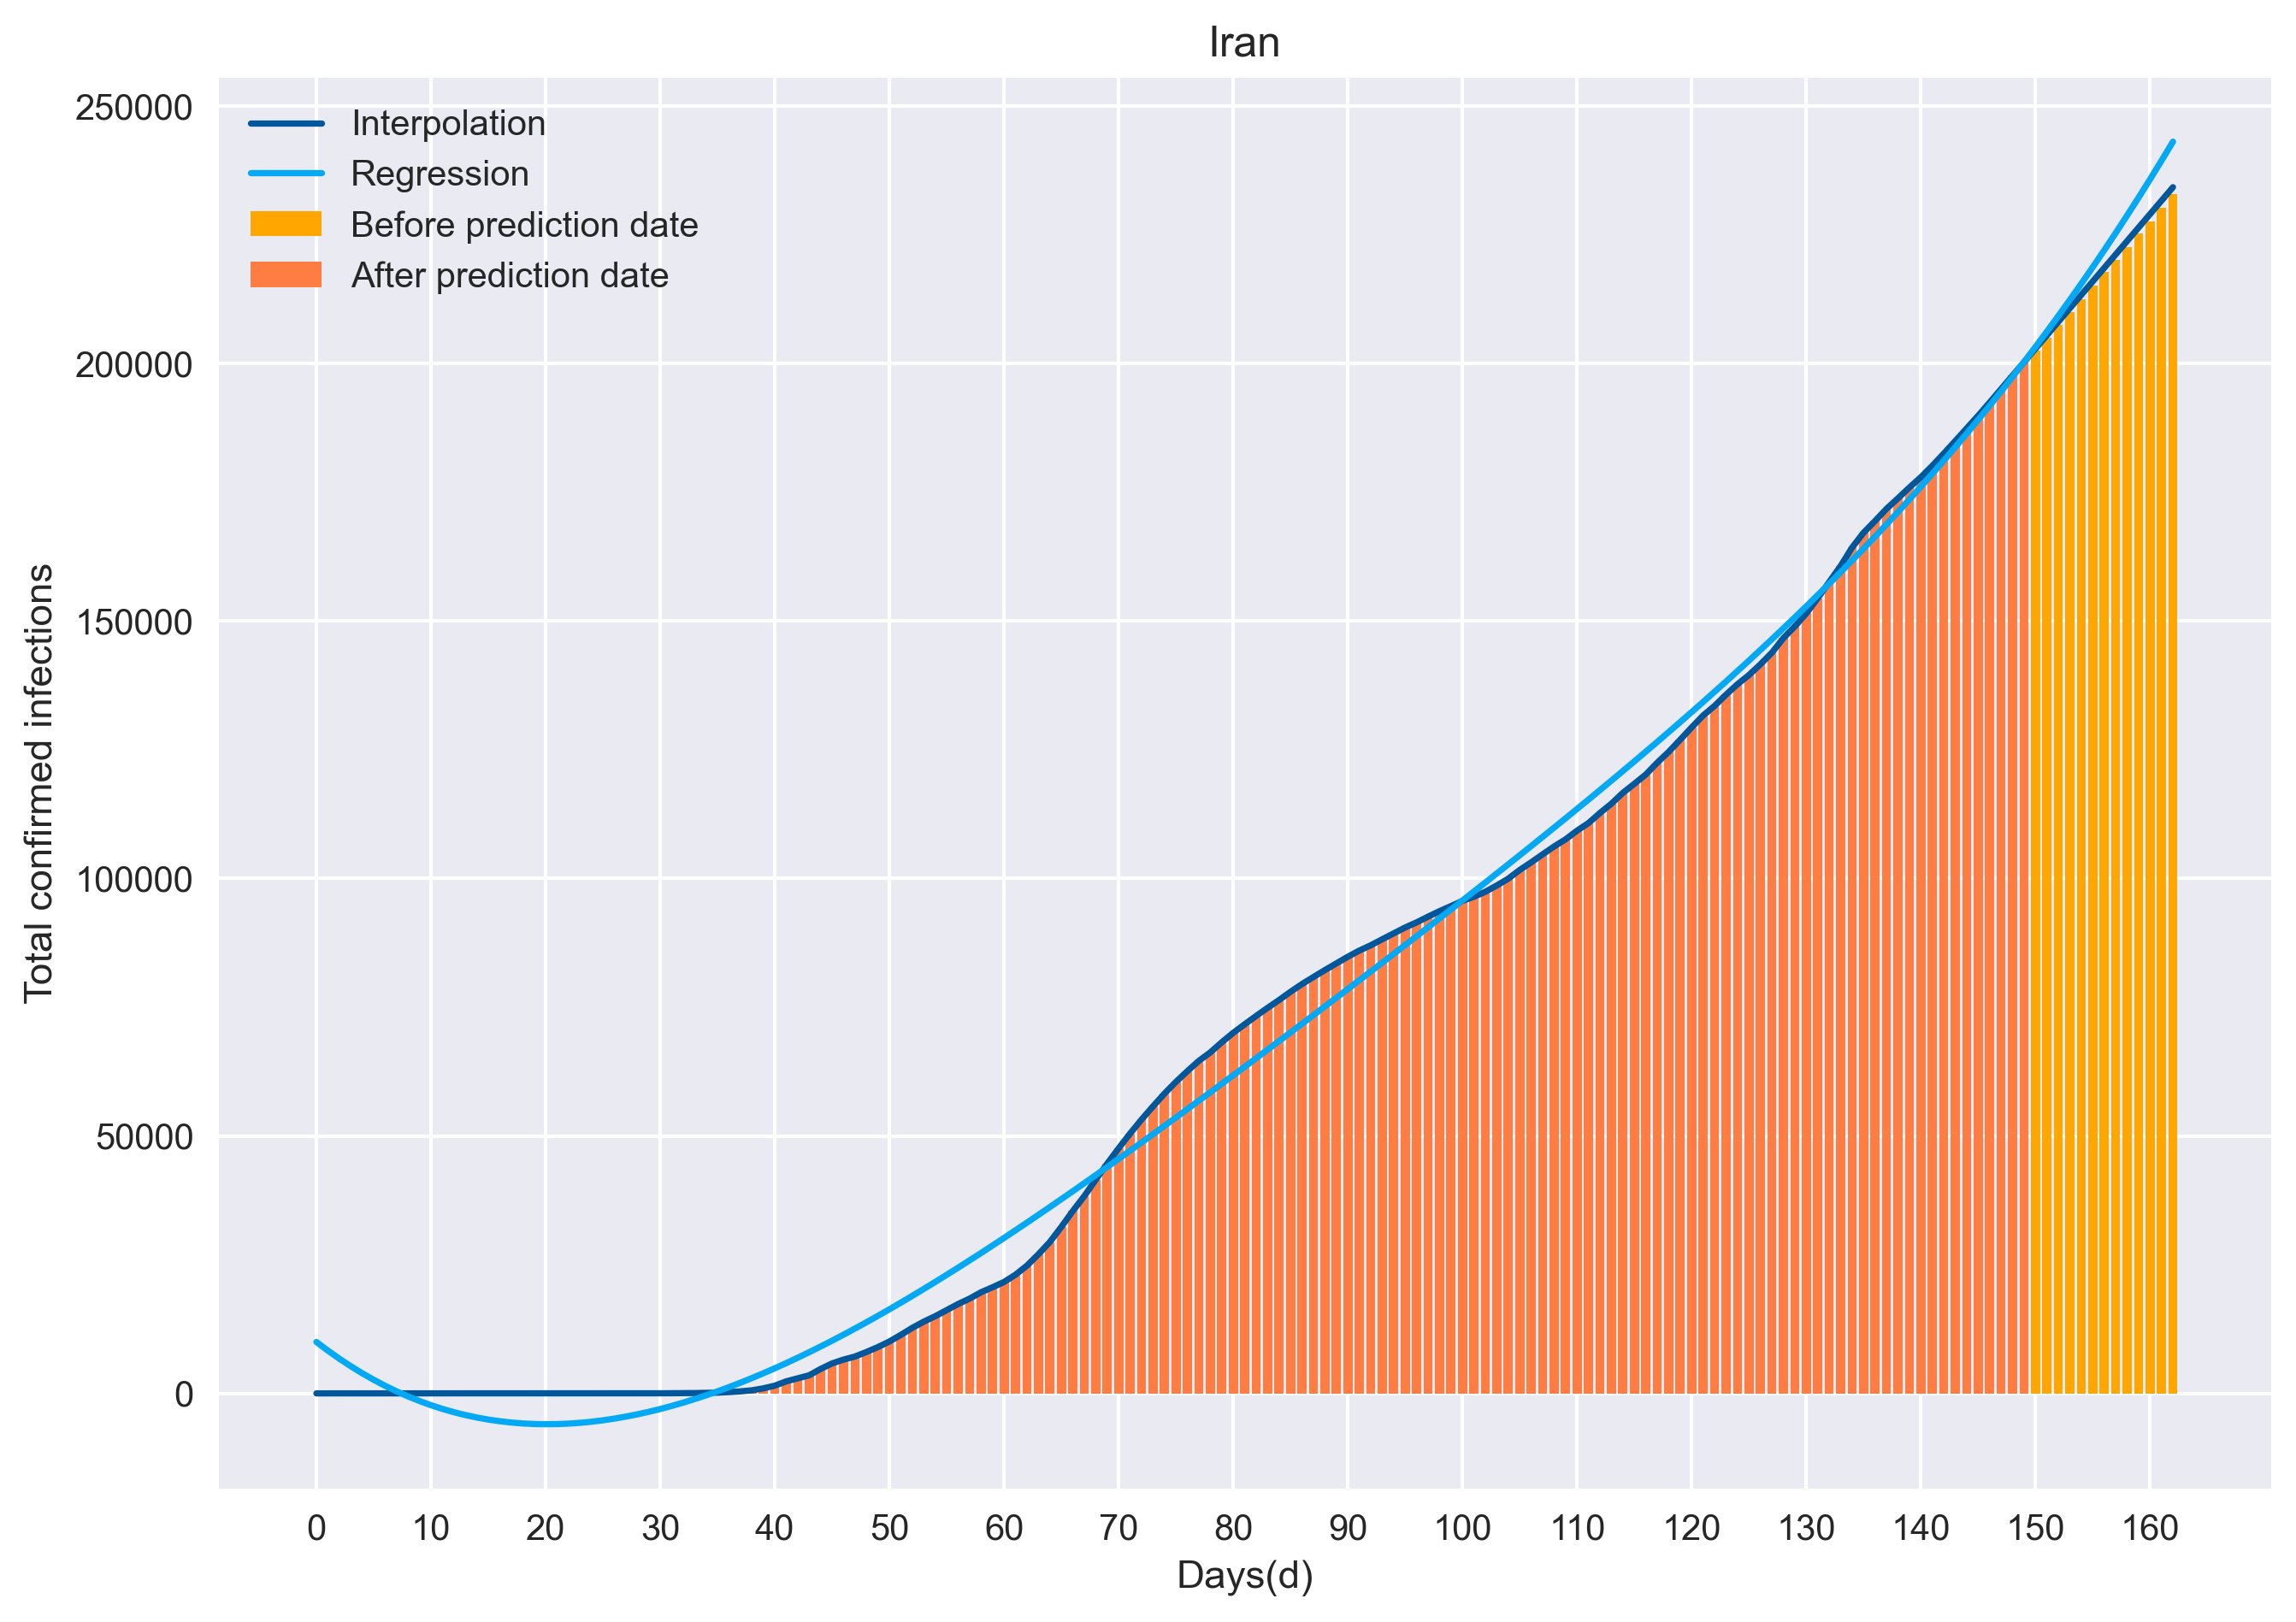 Iran
250000
200000
150000
100000
50000
0
Total confirmed infections
Interpolation
Regression
Before prediction date
After prediction date
0 10 20 30 40 50 60 70 80 90 100 110 120 130 140 150 160
Days(d)